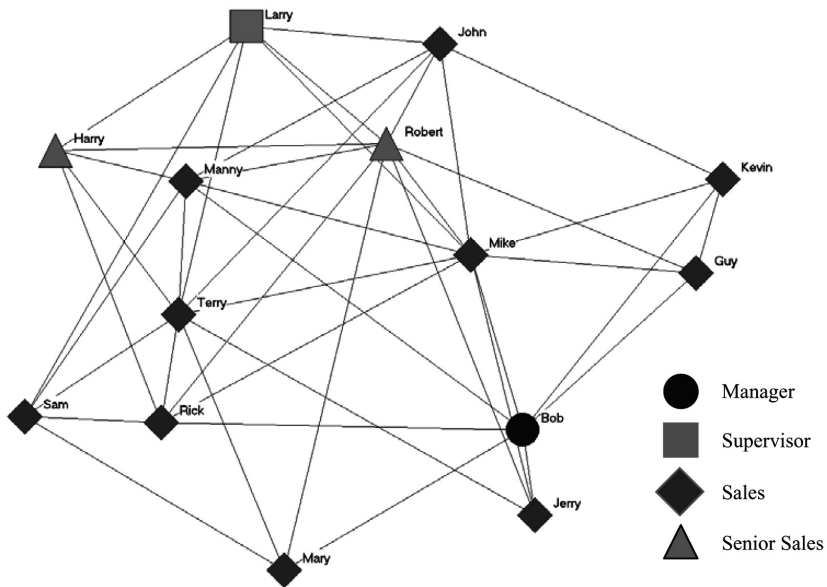 Larry
John
Harry
Robert
Manny
Kevin
Mike
Guy
Terry
Sam
Rick
Bob
Jerry
Mary
Manager
Supervisor
Sales
Senior Sales